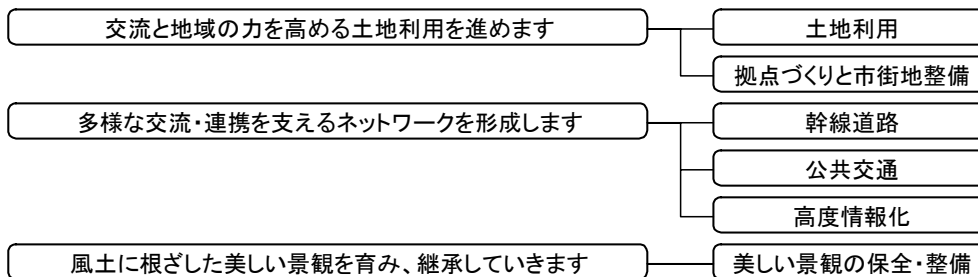 交流と地域の力を高める土地利用を進めます
土地利用
拠点づくりと市街地整備
多様な交流・連携を支えるネットワークを形成します
幹線道路
公共交通
高度情報化
風土に根ざした美しい景観を育み、継承していきます
美しい景観の保全・整備